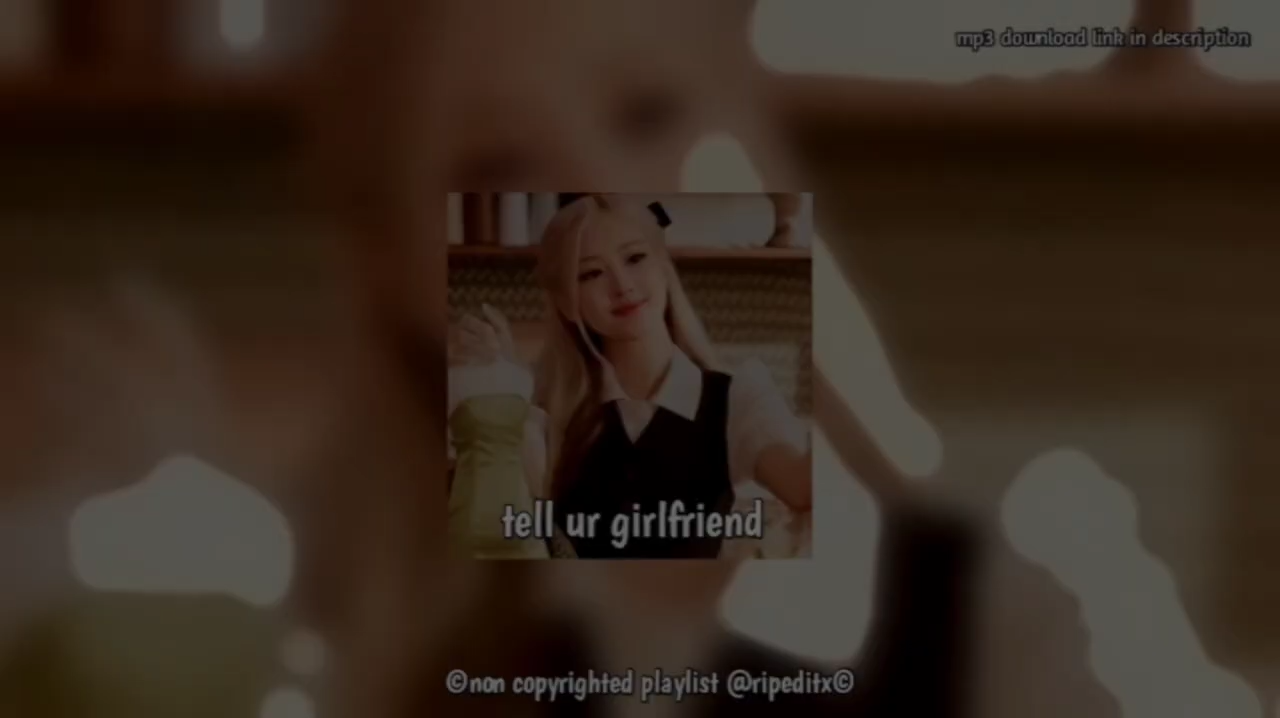 mp3 download link in description
tell ur girlfriend
©non copyrighted playlist @ripeditx©